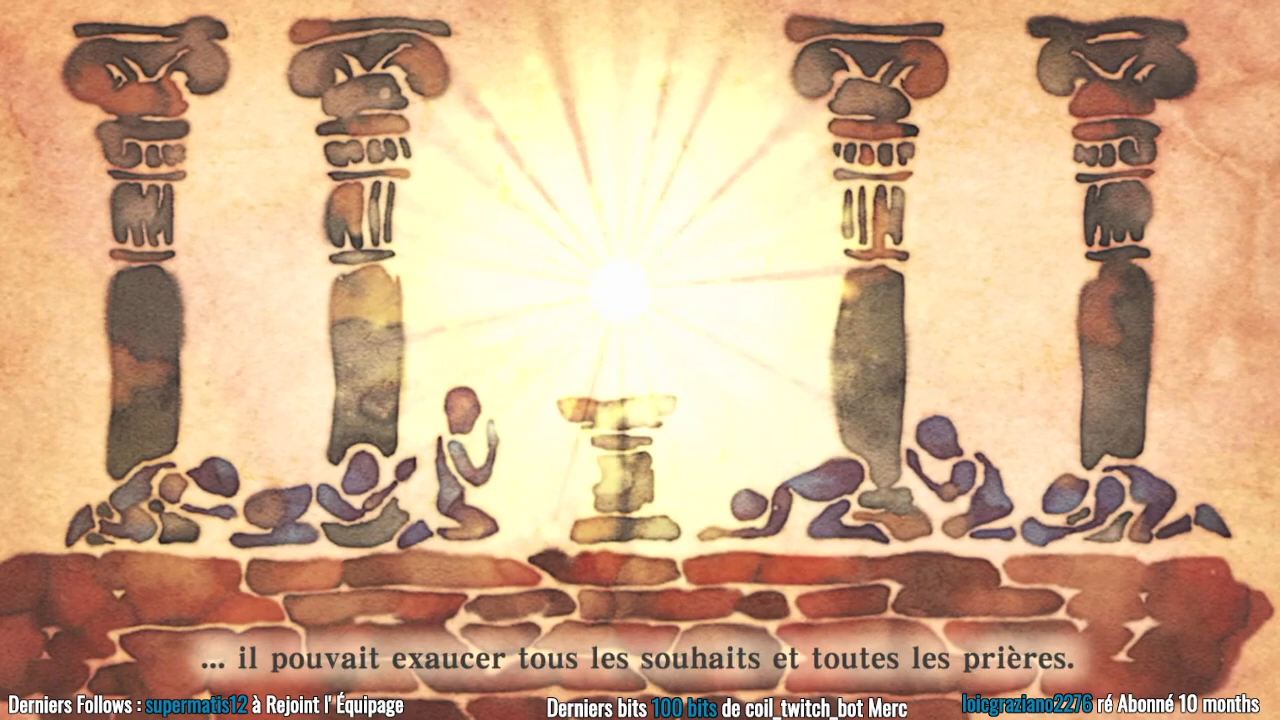 ... il pouvait exaucer tous les souhaits et toutes les prières.
Derniers Follows : supermatis12 à Rejoint l' Équipage
Derniers bits 100 bits de coil_twitch_bot Merc
loicgraziano2276 ré Abonné 10 months